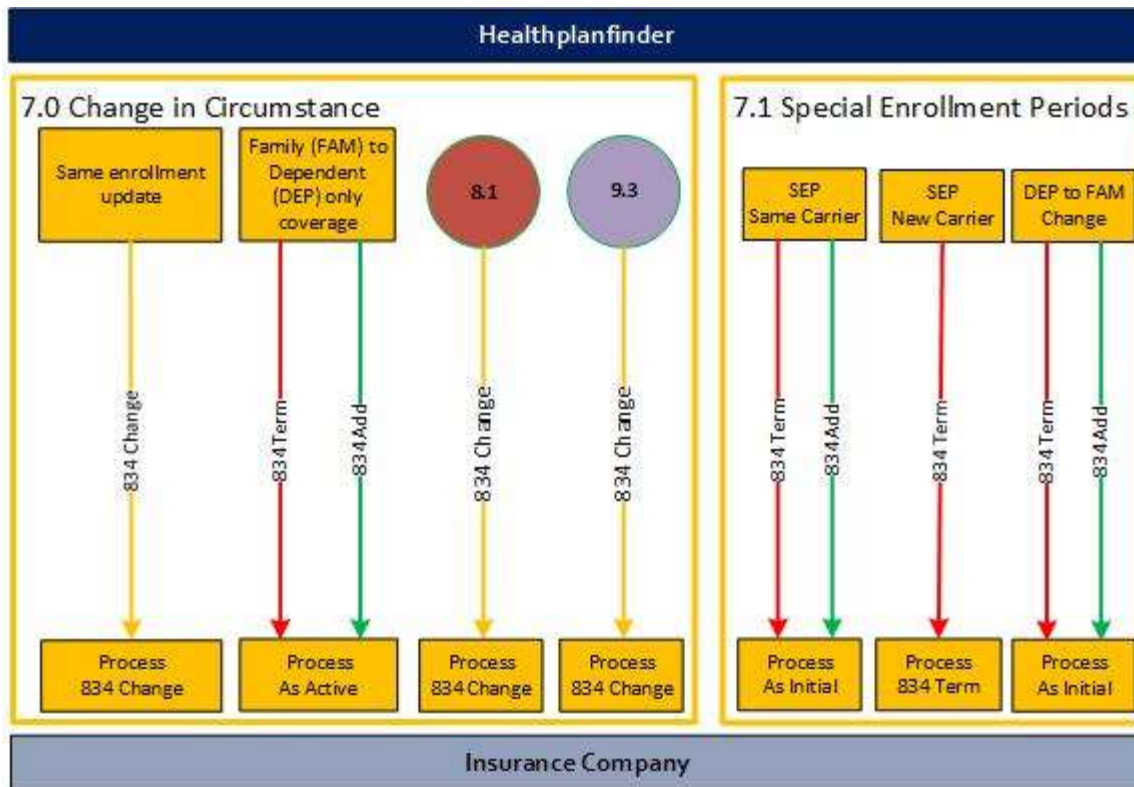 Healthplanfinder
7.0 Change in Circumstance
Same enrollment
update
Family (FAM) to
Dependent
(DEP) only
coverage
8.1
9.3
834 Change
834 Term
834 Add
834 Change
834 Change
Process
834 Change
Process
As Active
Process
834 Change
Process
834 Change
7.1 Special Enrollment Periods
SEP
Same Carrier
SEP
New Carrier
DEP to FAM
Change
834 Term
834 Add
834 Term
834 Term
834 Add
Process
As Initial
Process
834 Term
Process
As Initial
Insurance Company